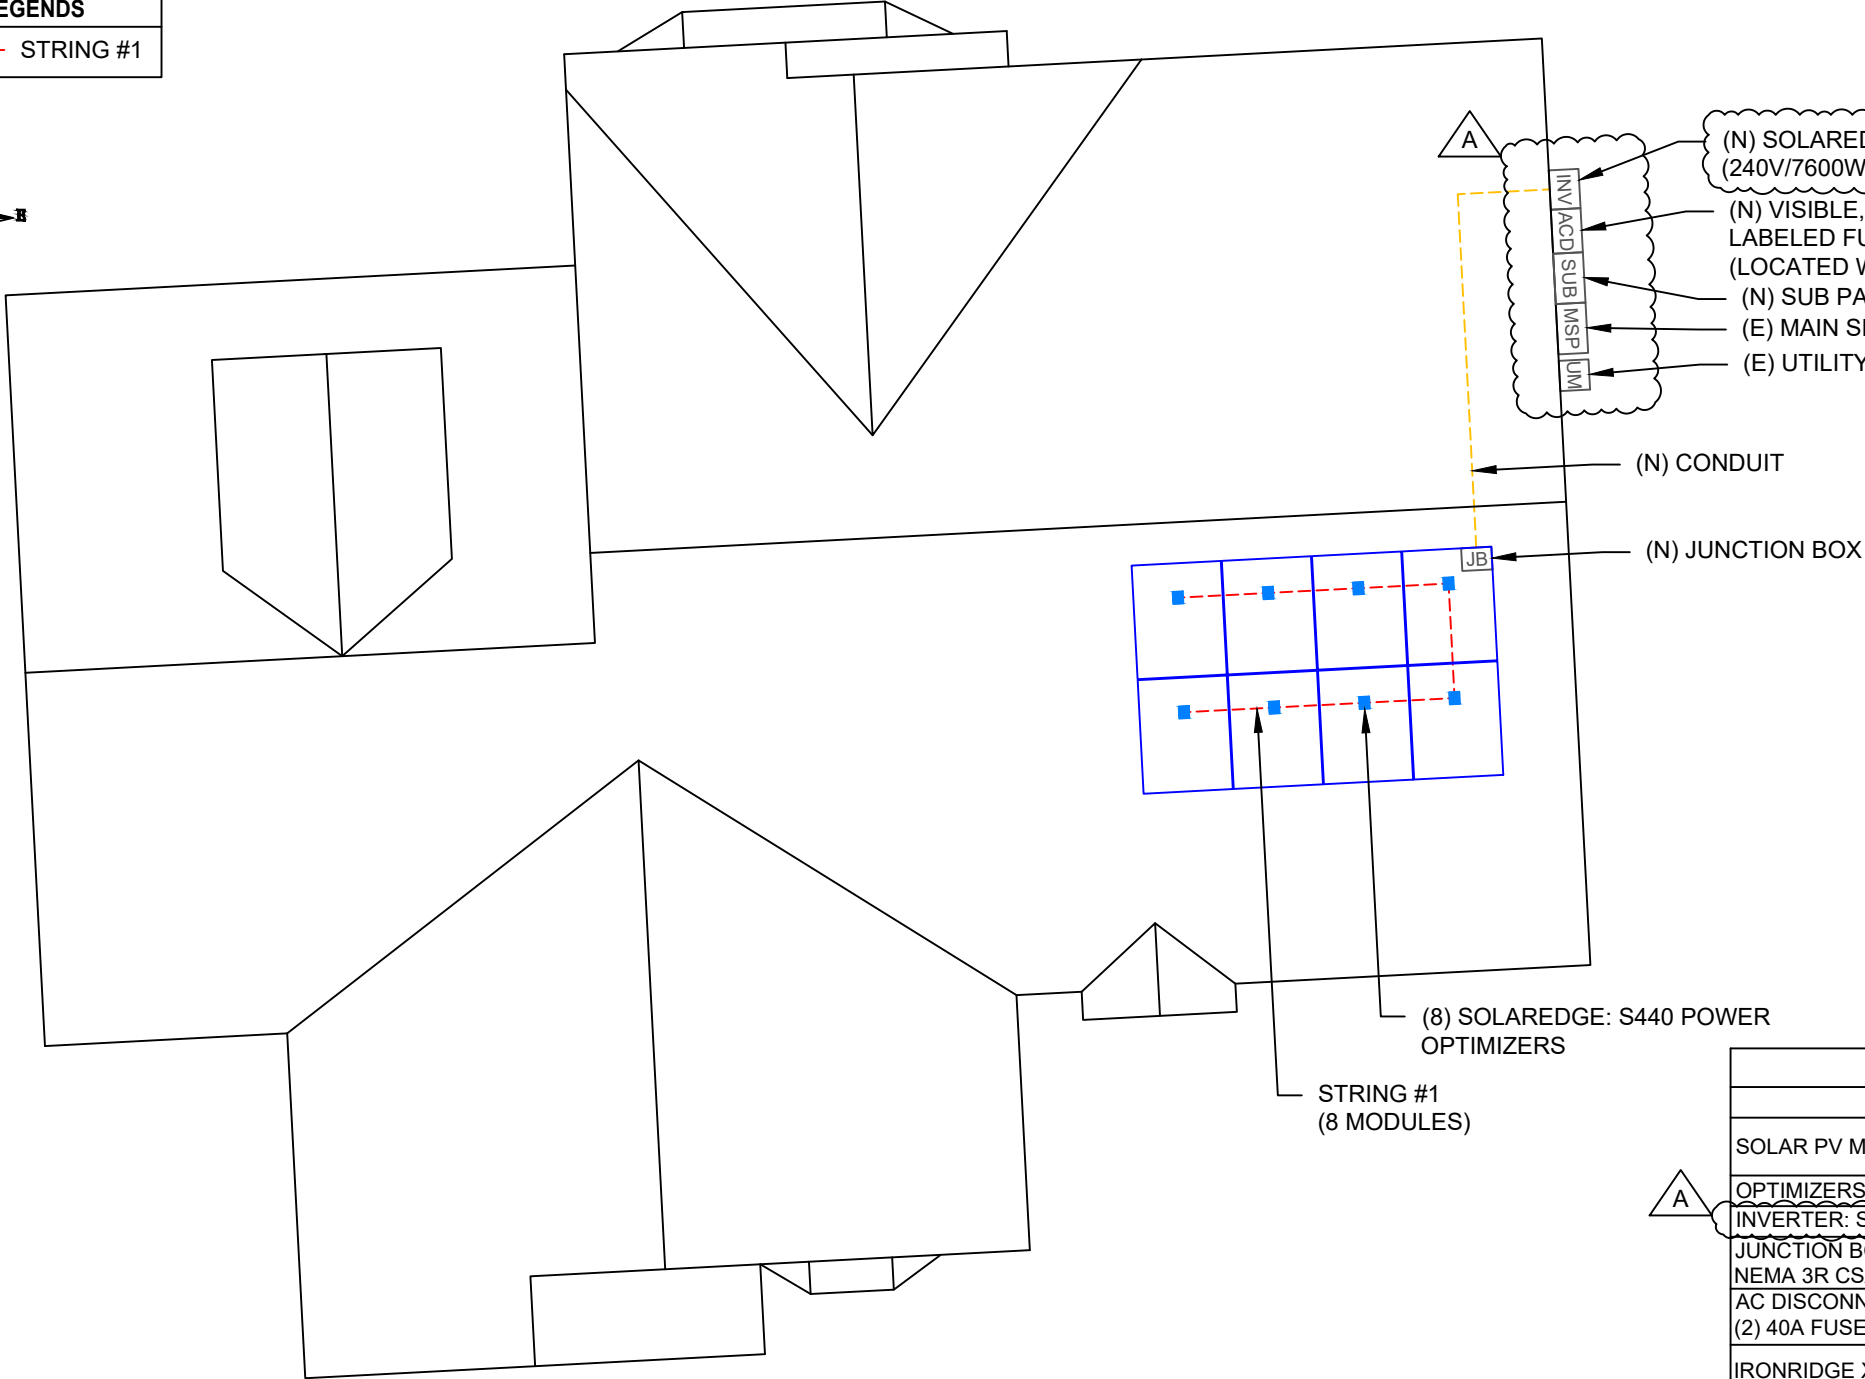 EGENDS
STRING #1
A
(N) SOLARED
(240V/7600W
(N) VISIBLE,
LABELED FU
(LOCATED W
(N) SUB PA
(E) MAIN SE
(E) UTILITY
INV
ACD
SUB
MSP
UM
(N) CONDUIT
(N) JUNCTION BOX
JB
(8) SOLAREDGE: S440 POWER
OPTIMIZERS
STRING #1
(8 MODULES)
SOLAR PV M
A
OPTIMIZERS
INVERTER: S
JUNCTION BO
NEMA 3R CS
AC DISCONN
(2) 40A FUSE
IRONRIDGE X